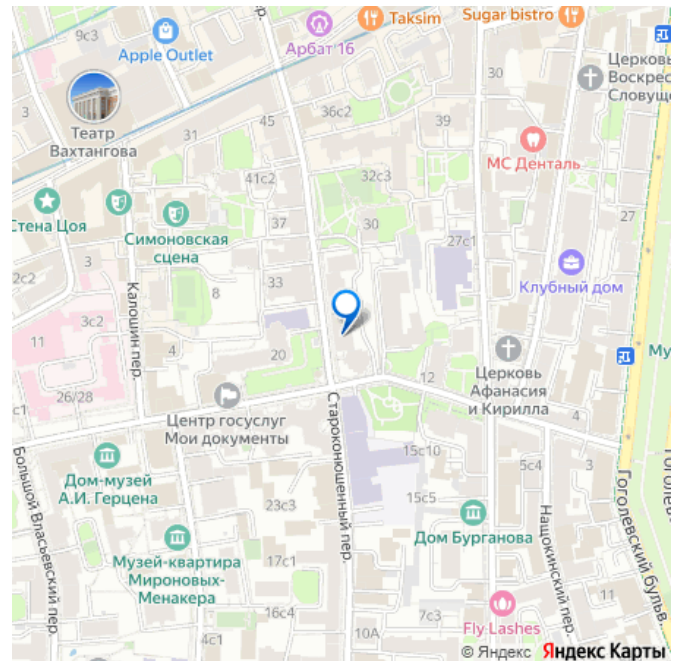 9с3
Apple Outlet
Арбат 16
Taksim
Sugar bistro
Церковь
Воскрес
Словущ
30
3
Театр
Вахтангова
31
45
36с2
39
МС Денталь
41с2
32с3
Стена Цоя
Симоновская
сцена
37
30
27
27с1
3
2с2
Калошин пер.
8
33
Клубный дом
3с2
11
4
20
Му
Церковь
Афанасия
и Кирилла
12
26/28
с1
Центр госуслуг
Мои документы
4
Староконюшенный пер.
Большой Власьевский пер.
Дом-музей
А.И. Герцена
15с10
5с4
3
23с3
15с5
Дом Бурганова
Нащокинский пер.
Гоголевский бульв.
Музей-квартира
Мироновых-
Менакера
17с1
16с4
4с1
10А
7с3
11
Fly Lashes
© Яндекс Яндекс Карты